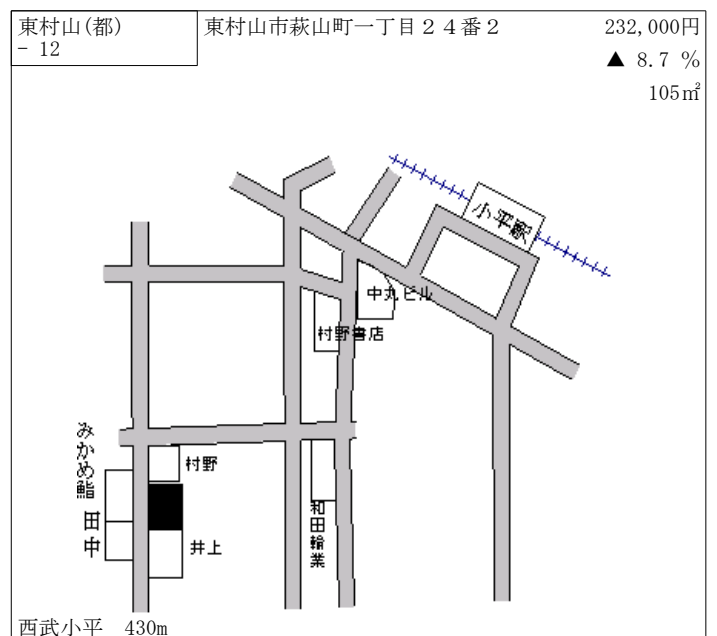 東村山(都)
- 12
東村山市萩山町一丁目２４番２
232,000円
▲ 8.7 %
105㎡
小平駅
中丸ビル
村野書店
みかめ鮨
村野
田中
井上
和田輪業
西武小平　430m